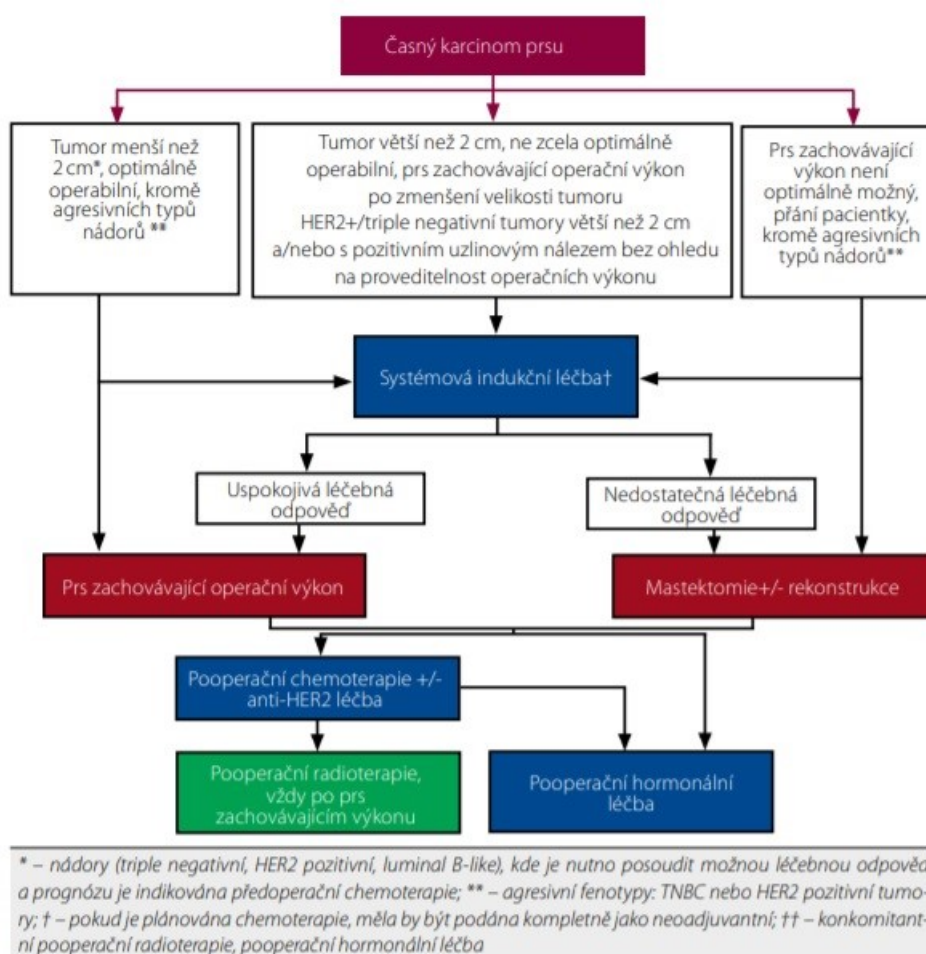 Časný karcinom prsu
Tumor menší než
2 cm*, optimálně
operabilní, kromě
agresivních typů
nádorů **
Tumor větší než 2 cm, ne zcela optimálně
operabilní, prs zachovávající operační výkon
po zmenšení velikosti tumoru
HER2+/triple negativní tumory větší než 2 cm
a/nebo s pozitivním uzlinovým nálezem bez ohledu
na proveditelnost operačních výkonu
Prs zachovávající
výkon není
optimálně možný,
přání pacientky,
kromě agresivních
typů nádorů**
Systémová indukční léčba†
Uspokojivá léčebná
odpověď
Nedostatečná léčebná
odpověď
Prs zachovávající operační výkon
Mastektomie+/- rekonstrukce
Pooperační chemoterapie +/-
anti-HER2 léčba
Pooperační radioterapie,
vždy po prs
zachovávajícím výkonu
Pooperační hormonální
léčba
* – nádory (triple negativní, HER2 pozitivní, luminal B-like), kde je nutno posoudit možnou léčebnou odpověď
a prognózu je indikována předoperační chemoterapie; ** – agresivní fenotypy: TNBC nebo HER2 pozitivní tumo-
ry; † – pokud je plánována chemoterapie, měla by být podána kompletně jako neoadjuvantní; †† – konkomitant-
ní pooperační radioterapie, pooperační hormonální léčba